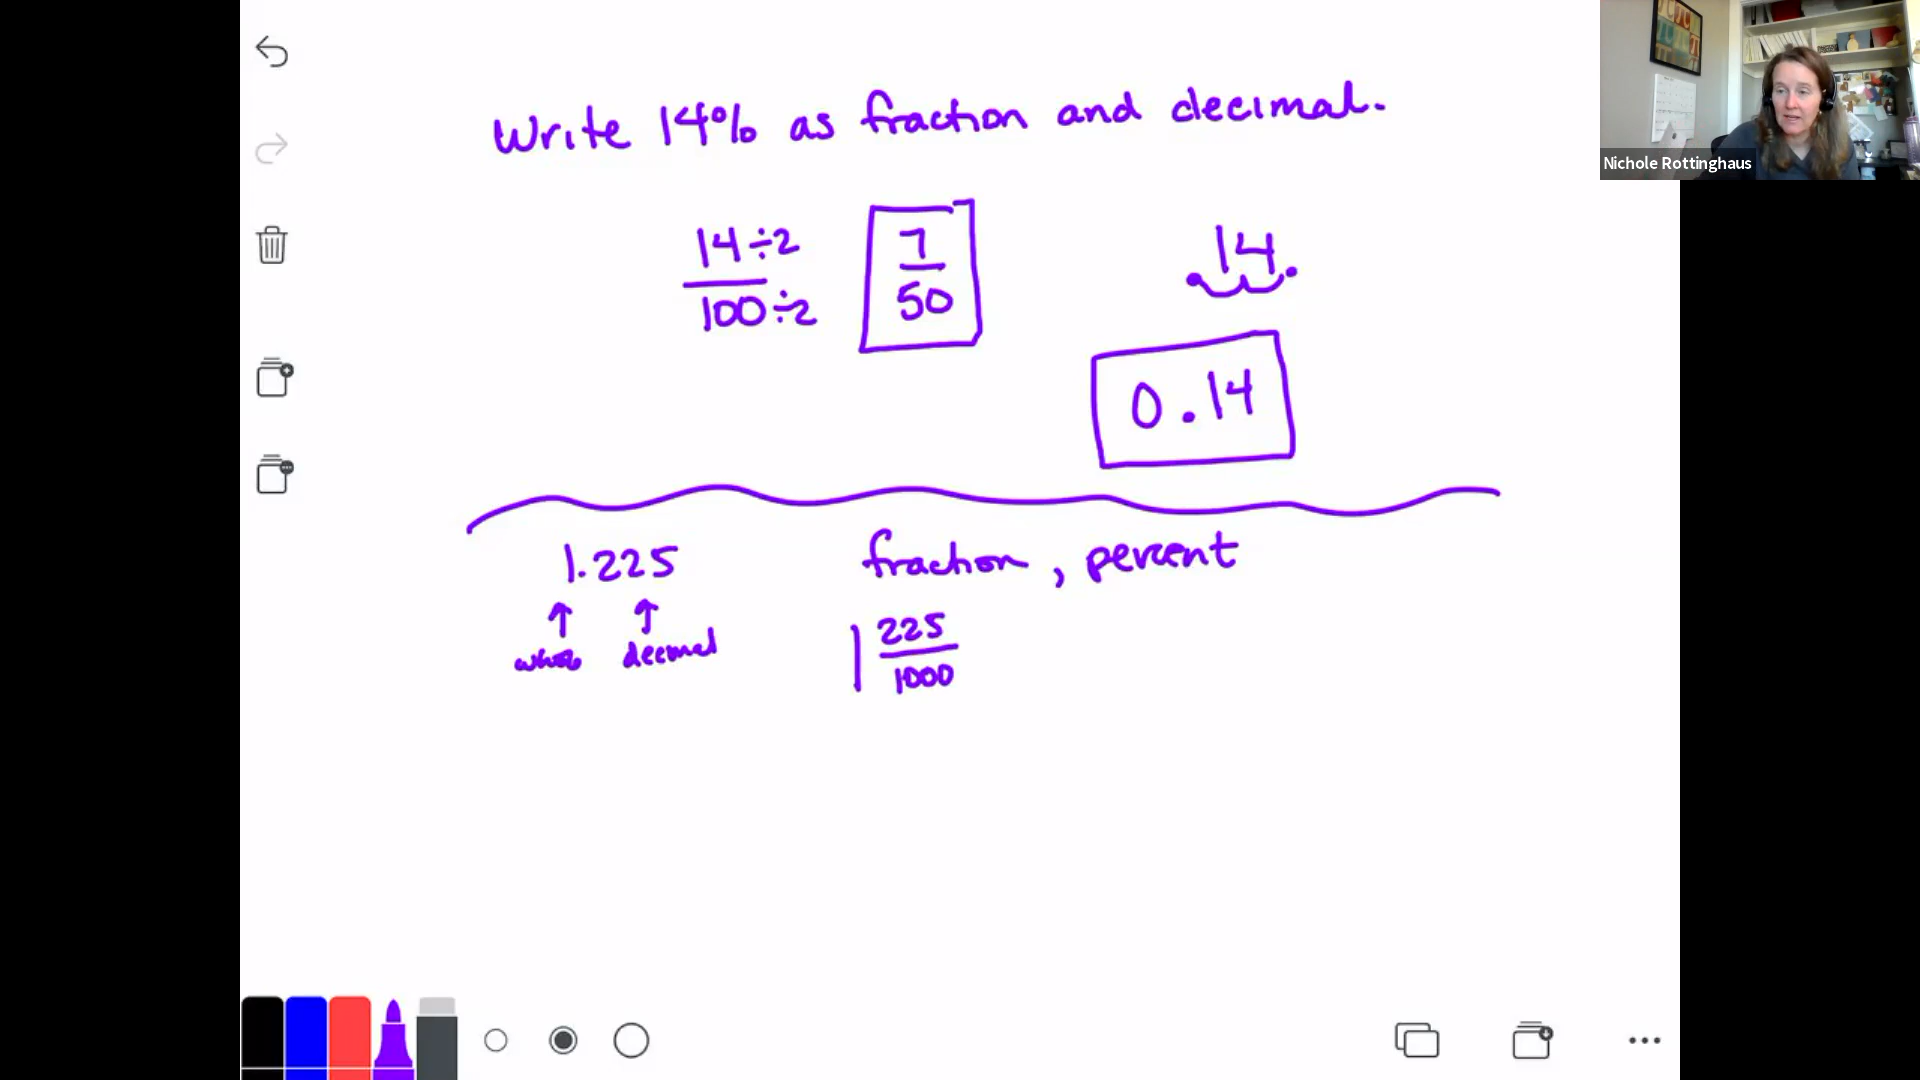 Write 14% as fraction and decimal.
14÷2
100÷2
7
50
14.
0.14
1.225 fraction, percent
↑ ↑
whole decimal
1 225
1000
Nichole Rottinghaus